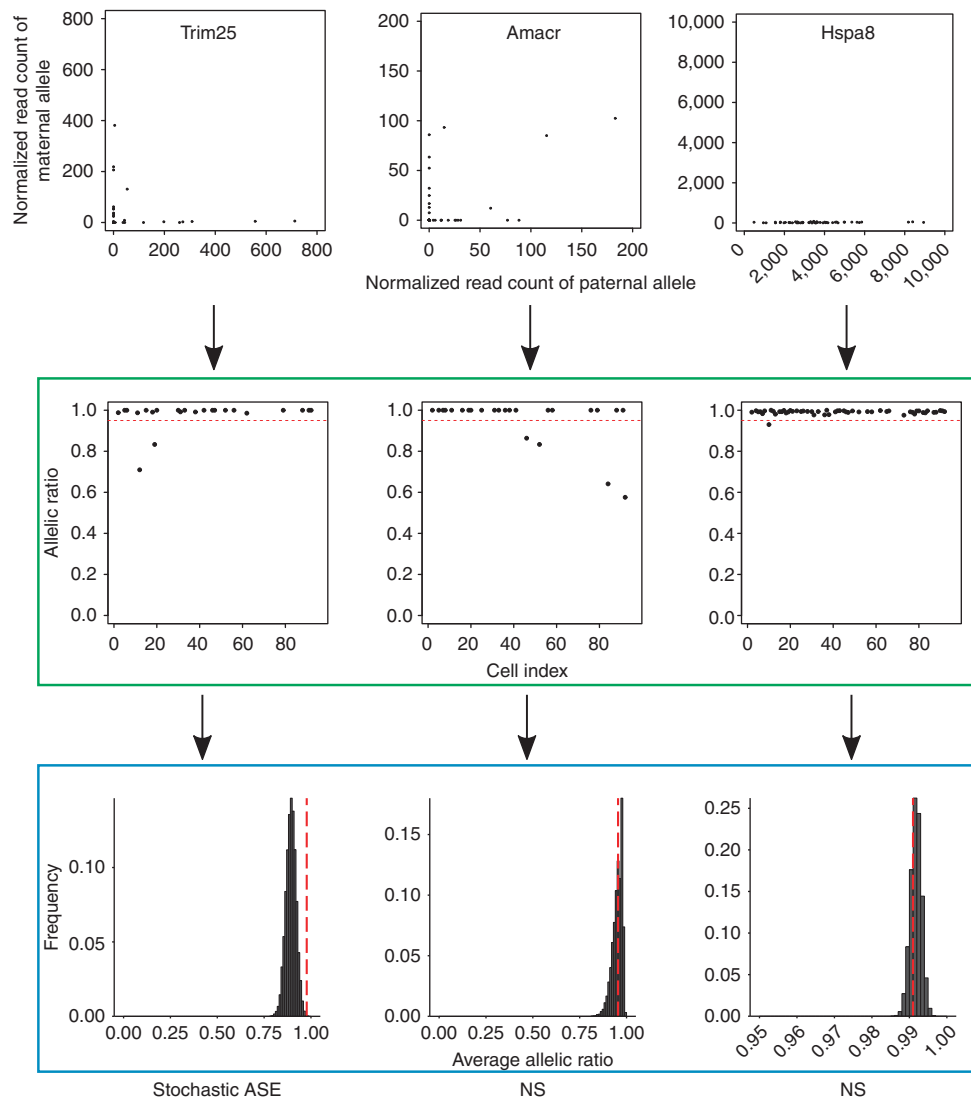 Trim25
Amacr
Hspa8
Normalized read count of
maternal allele
800
600
400
200
0
0 200 400 600 800
200
150
100
50
0
0 50 100 150 200
10,000
8,000
6,000
4,000
2,000
0
0 2,000 4,000 6,000 8,000 10,000
Normalized read count of paternal allele
Allelic ratio
1.0
0.8
0.6
0.4
0.2
0.0
0 20 40 60 80
1.0
0.8
0.6
0.4
0.2
0.0
0 20 40 60 80
1.0
0.8
0.6
0.4
0.2
0.0
0 20 40 60 80
Cell index
Frequency
0.10
0.05
0.00
0.00 0.25 0.50 0.75 1.00
0.15
0.10
0.05
0.00
0.00 0.25 0.50 0.75 1.00
0.25
0.20
0.15
0.10
0.05
0.00
0.95 0.96 0.97 0.98 0.99 1.00
Average allelic ratio
Stochastic ASE
NS
NS